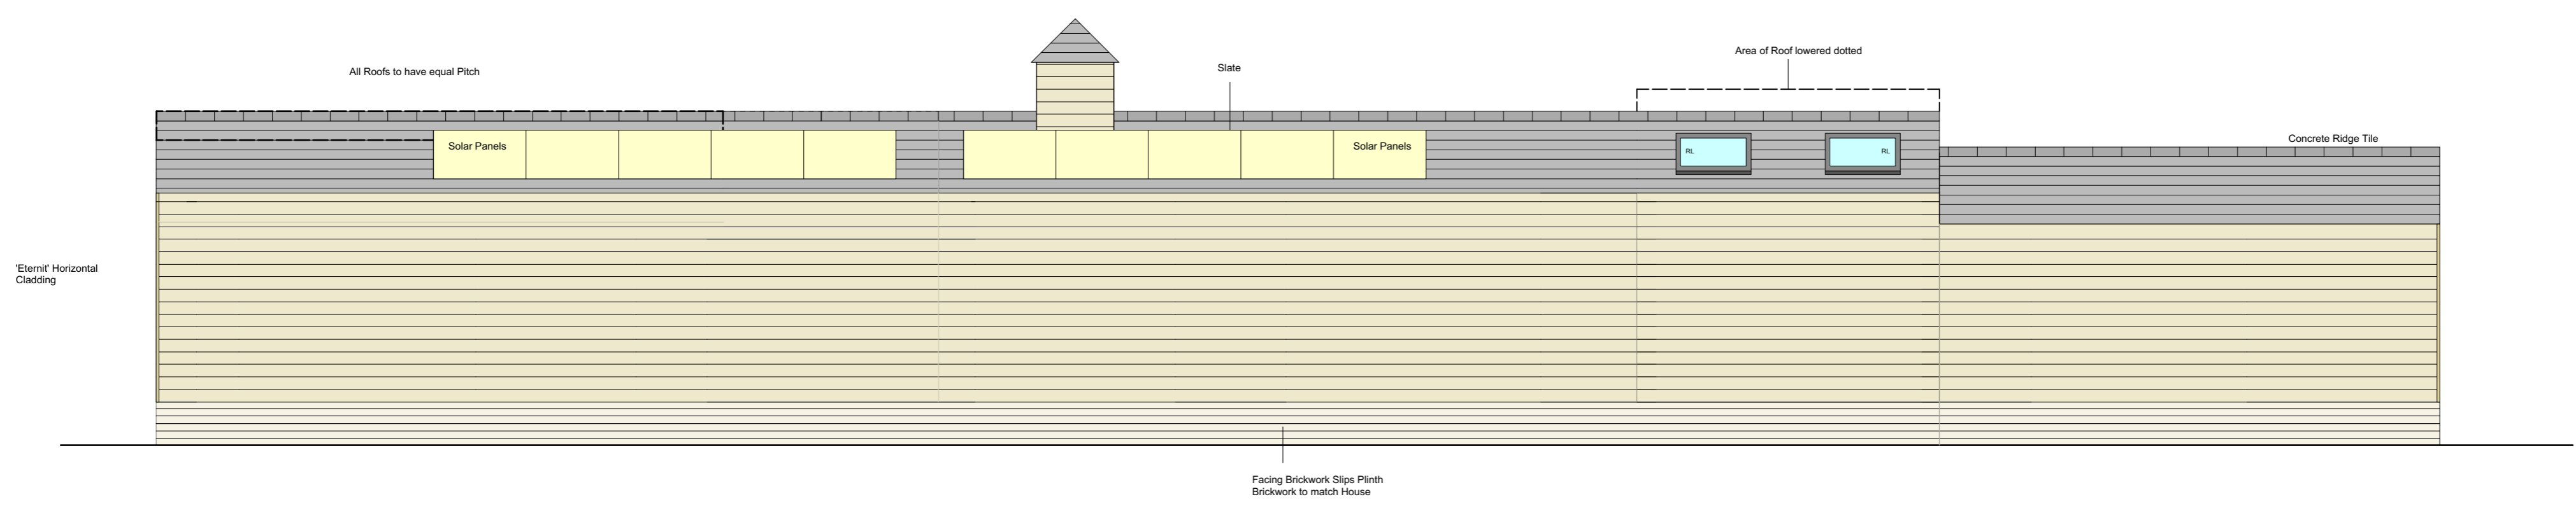 Area of Roof lowered dotted
Slate
All Roofs to have equal Pitch
Concrete Ridge Tile
Solar Panels
Solar Panels
RL
RL
'Eternit' Horizontal
Cladding
Facing Brickwork Slips Plinth
Brickwork to match House